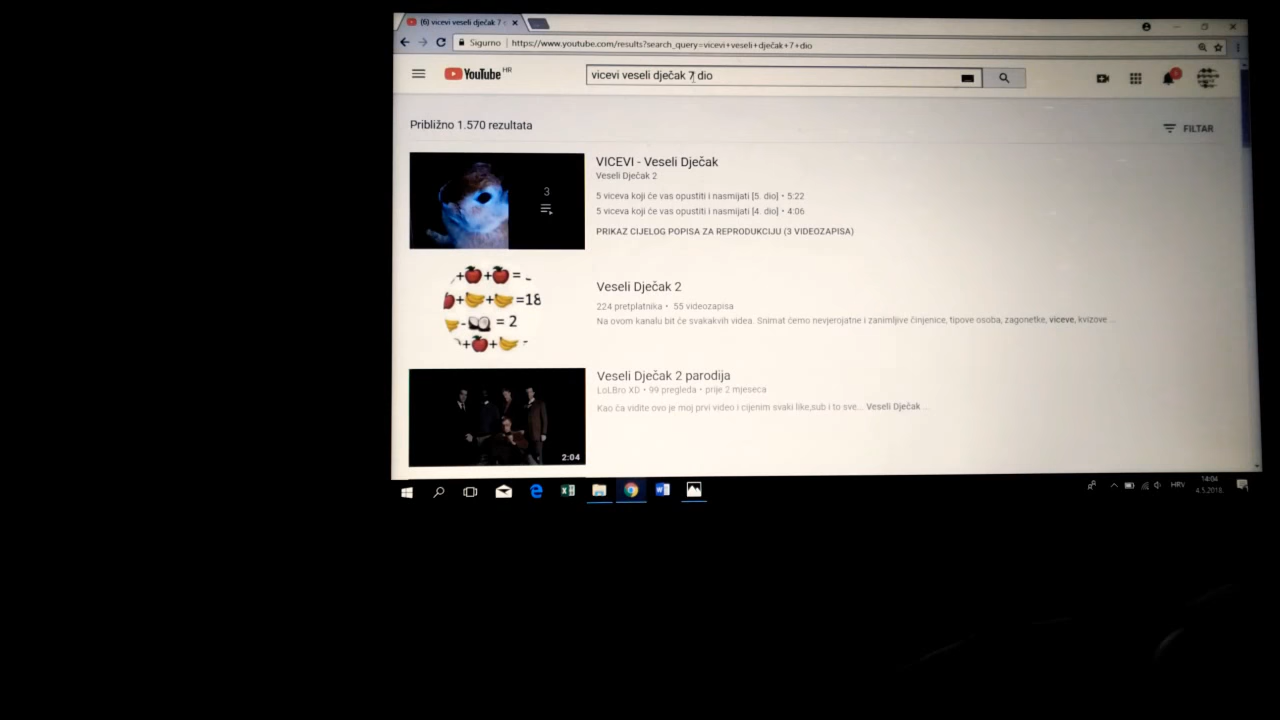 (6) vicevi veseli dječak 7
Sigurno
https://www.youtube.com/results?search_query=vicevi+veseli+dječak+7+dio
YouTube HR
vicevi veseli dječak 7 dio
Približno 1.570 rezultata
FILTAR
3
VICEVI - Veseli Dječak
Veseli Dječak 2
5 viceva koji će vas opustiti i nasmijati [5. dio] • 5:22
5 viceva koji će vas opustiti i nasmijati [4. dio] • 4:06
PRIKAZ CIJELOG POPISA ZA REPRODUKCIJU (3 VIDEOZAPISA)
+ + =
+ + =18
- = 2
+ + -
Veseli Dječak 2
224 pretplatnika • 55 videozapisa
Na ovom kanalu bit će svakakvih videa. Snimat ćemo nevjerojatne i zanimljive činjenice, tipove osoba, zagonetke, viceve, kvizove ...
2:04
Veseli Dječak 2 parodija
LoLBro XD • 99 pregleda • prije 2 mjeseca
Kao ča vidite ovo je moj prvi video i cijenim svaki like,sub i to sve... Veseli Dječak ...
HRV
14:04
4.5.2018.